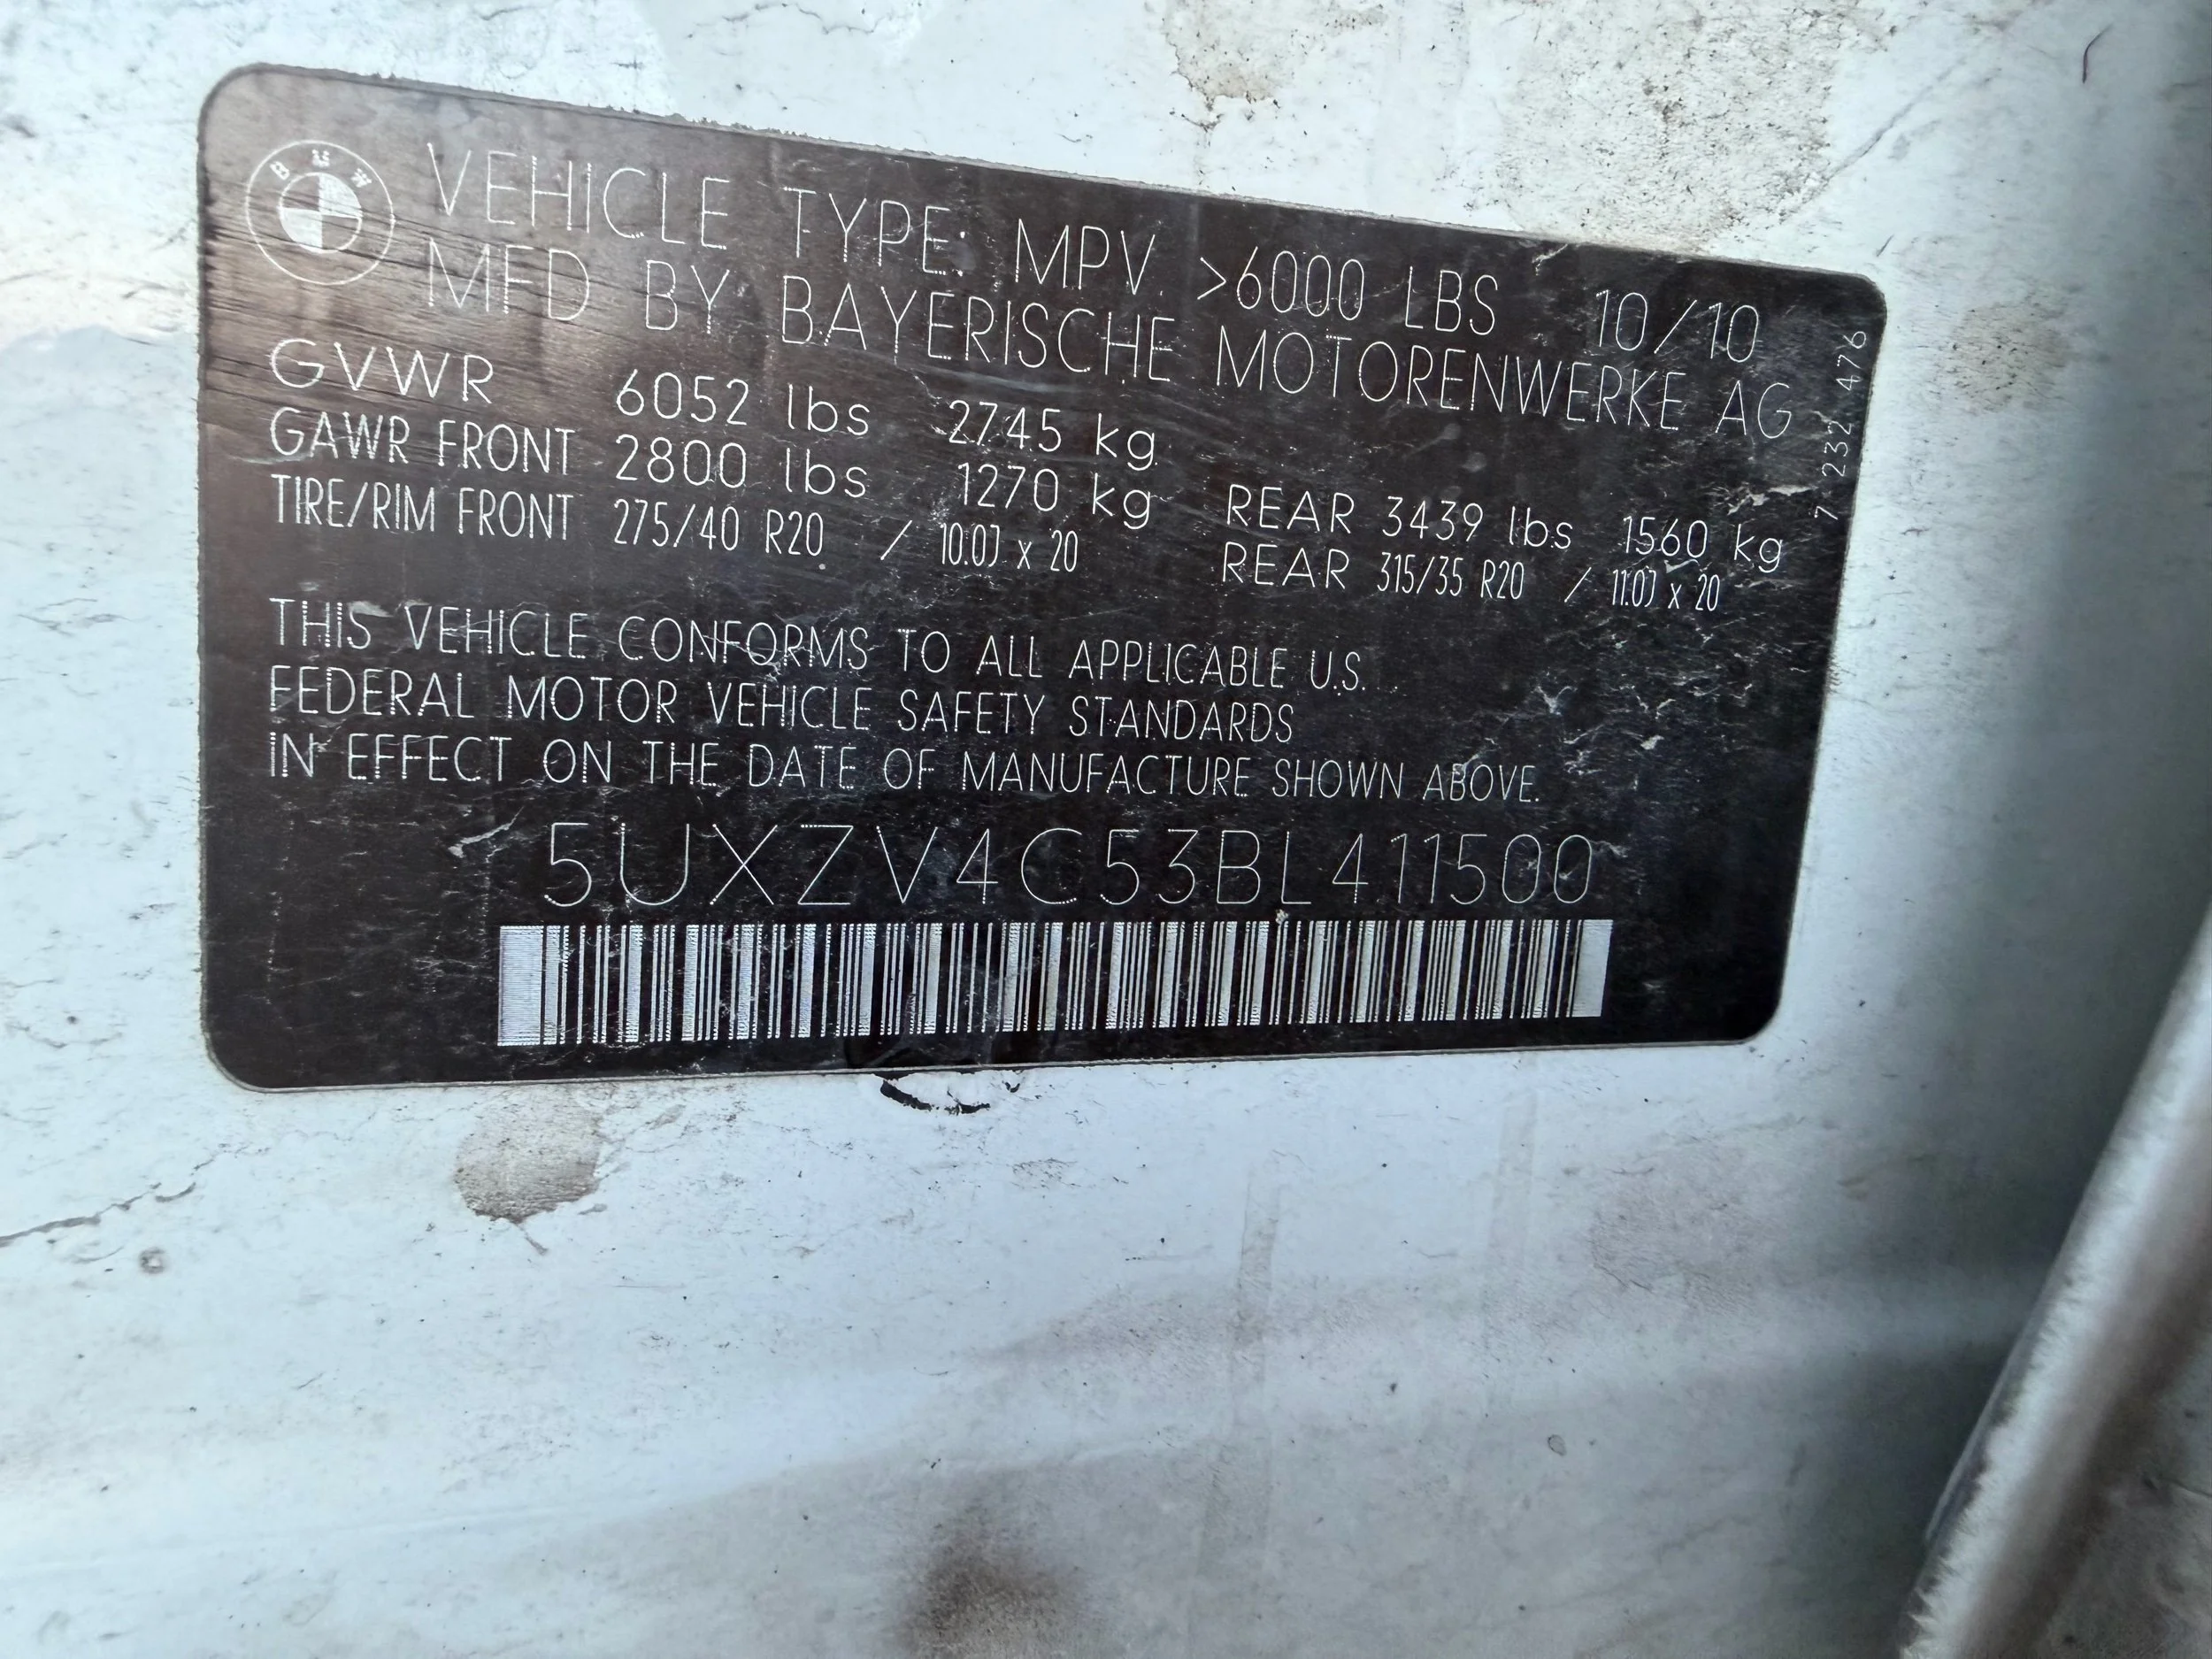 BMW
VEHICLE TYPE: MPV. >6000 LBS 10/10
MFD BY BAYERISCHE MOTORENWERKE AG
GVWR 6052 lbs 2745 kg
GAWR FRONT 2800 lbs 1270 kg REAR 3439 lbs 1560 kg
TIRE/RIM FRONT 275/40 R20 / 10.0J x 20 REAR 315/35 R20 / 11.0J x 20
7 232 476
THIS VEHICLE CONFORMS TO ALL APPLICABLE U.S.
FEDERAL MOTOR VEHICLE SAFETY STANDARDS
IN EFFECT ON THE DATE OF MANUFACTURE SHOWN ABOVE.
5UXZV4C53BL411500